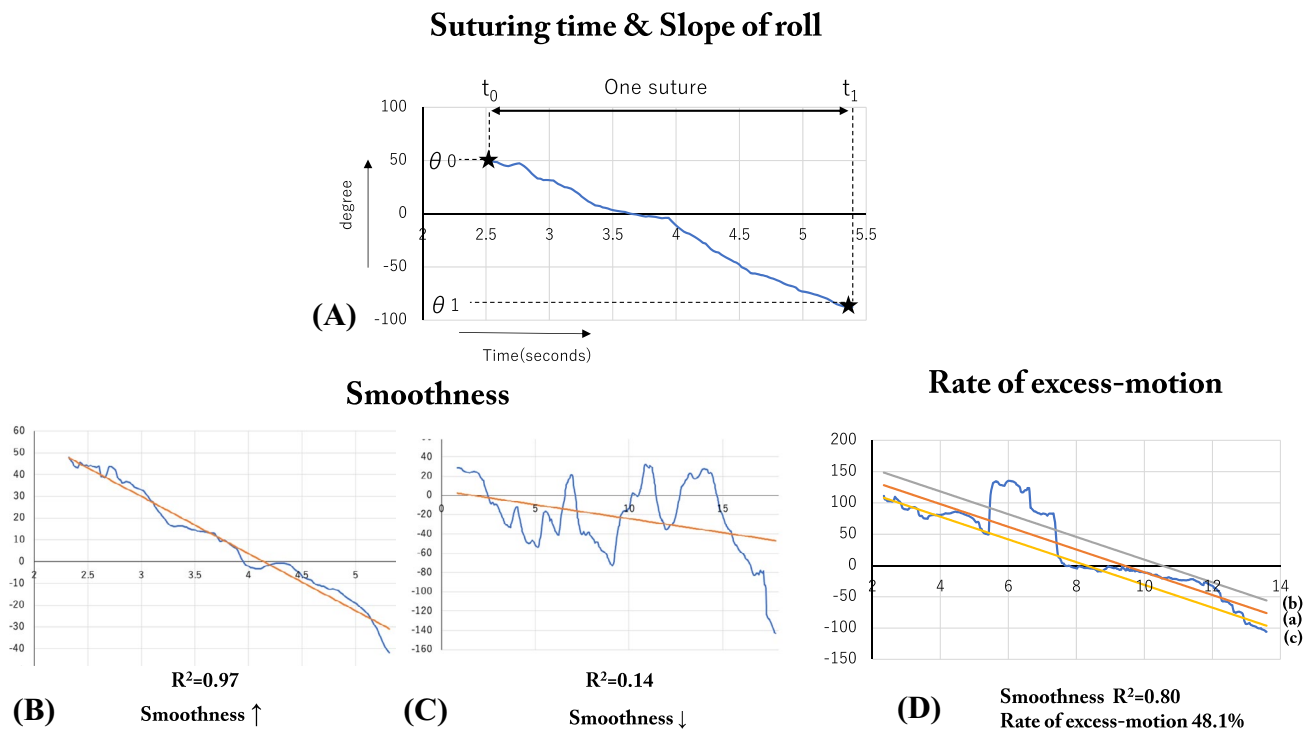 Suturing time & Slope of roll
t0 One suture t1
100
50
0
-50
-100
θ 0
θ 1
degree
2 2.5 3 3.5 4 4.5 5 5.5
(A)
Time(seconds)
Smoothness
60
50
40
30
20
10
0
-10
-20
-30
-40
2 2.5 3 3.5 4 4.5 5
R²=0.97
(B)
Smoothness ↑
40
20
0
-20
-40
-60
-80
-100
-120
-140
-160
0 5 10 15
R²=0.14
(C)
Smoothness ↓
Rate of excess-motion
200
150
100
50
0
-50
-100
-150
2 4 6 8 10 12 14
(b)
(a)
(c)
(D)
Smoothness R²=0.80
Rate of excess-motion 48.1%